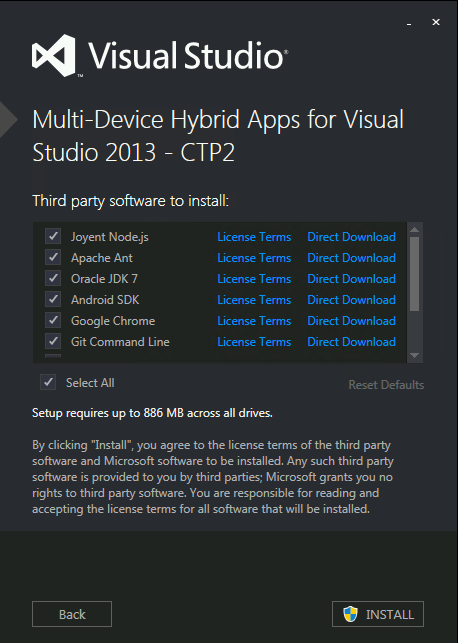 Visual Studio®
™
Multi-Device Hybrid Apps for Visual
Studio 2013 - CTP2
Third party software to install:
Joyent Node.js License Terms Direct Download
Apache Ant License Terms Direct Download
Oracle JDK 7 License Terms Direct Download
Android SDK License Terms Direct Download
Google Chrome License Terms Direct Download
Git Command Line License Terms Direct Download
Select All Reset Defaults
Setup requires up to 886 MB across all drives.
By clicking "Install", you agree to the license terms of the third party
software and Microsoft software to be installed. Any such third party
software is provided to you by third parties; Microsoft grants you no
rights to third party software. You are responsible for reading and
accepting the license terms for all software that will be installed.
Back INSTALL